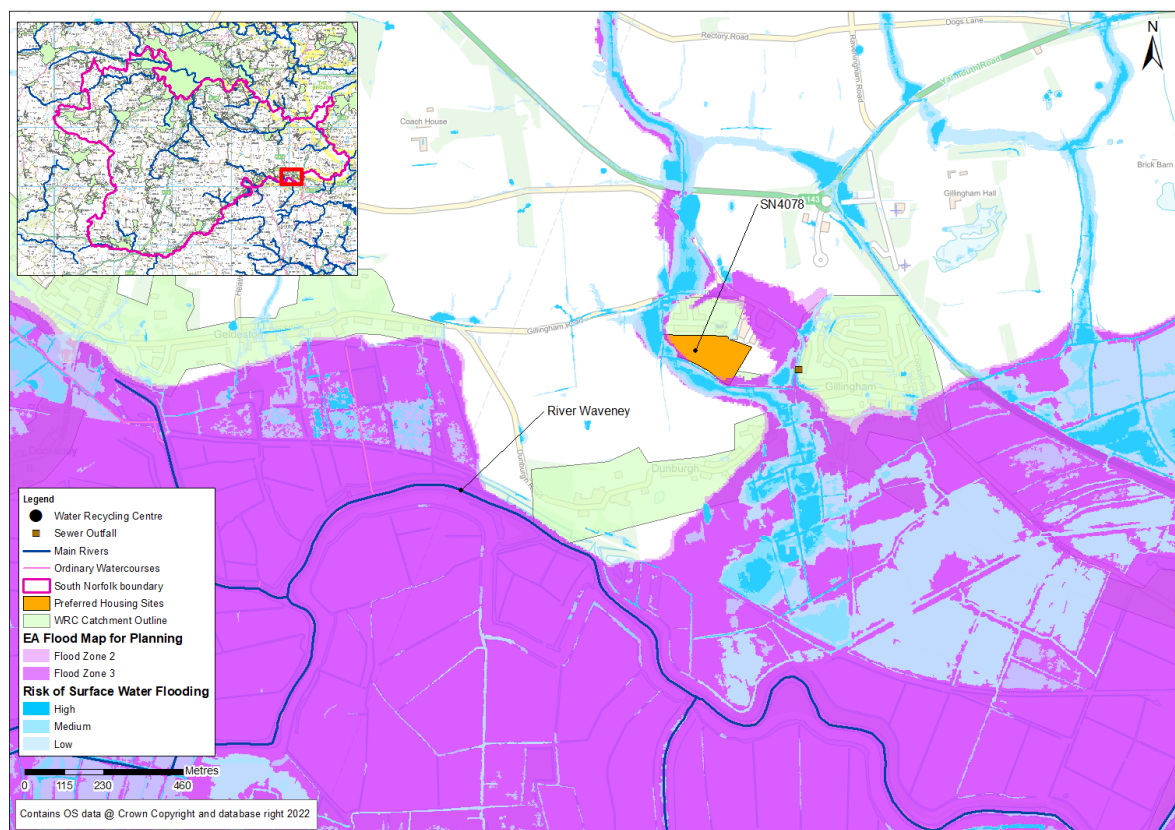 N
Dogs Lane
Rectory Road
Raveningham Road
Yarmouth Road
Coach House
Brick Barn
Gillingham Hall
SN4078
143
Gillingham Road
Geldeston
Gillingham
River Waveney
Dunburgh
Legend
Water Recycling Centre
Sewer Outfall
Main Rivers
Ordinary Watercourses
South Norfolk boundary
Preferred Housing Sites
WRC Catchment Outline
EA Flood Map for Planning
Flood Zone 2
Flood Zone 3
Risk of Surface Water Flooding
High
Medium
Low
Metres
0 115 230 460
Contains OS data @ Crown Copyright and database right 2022